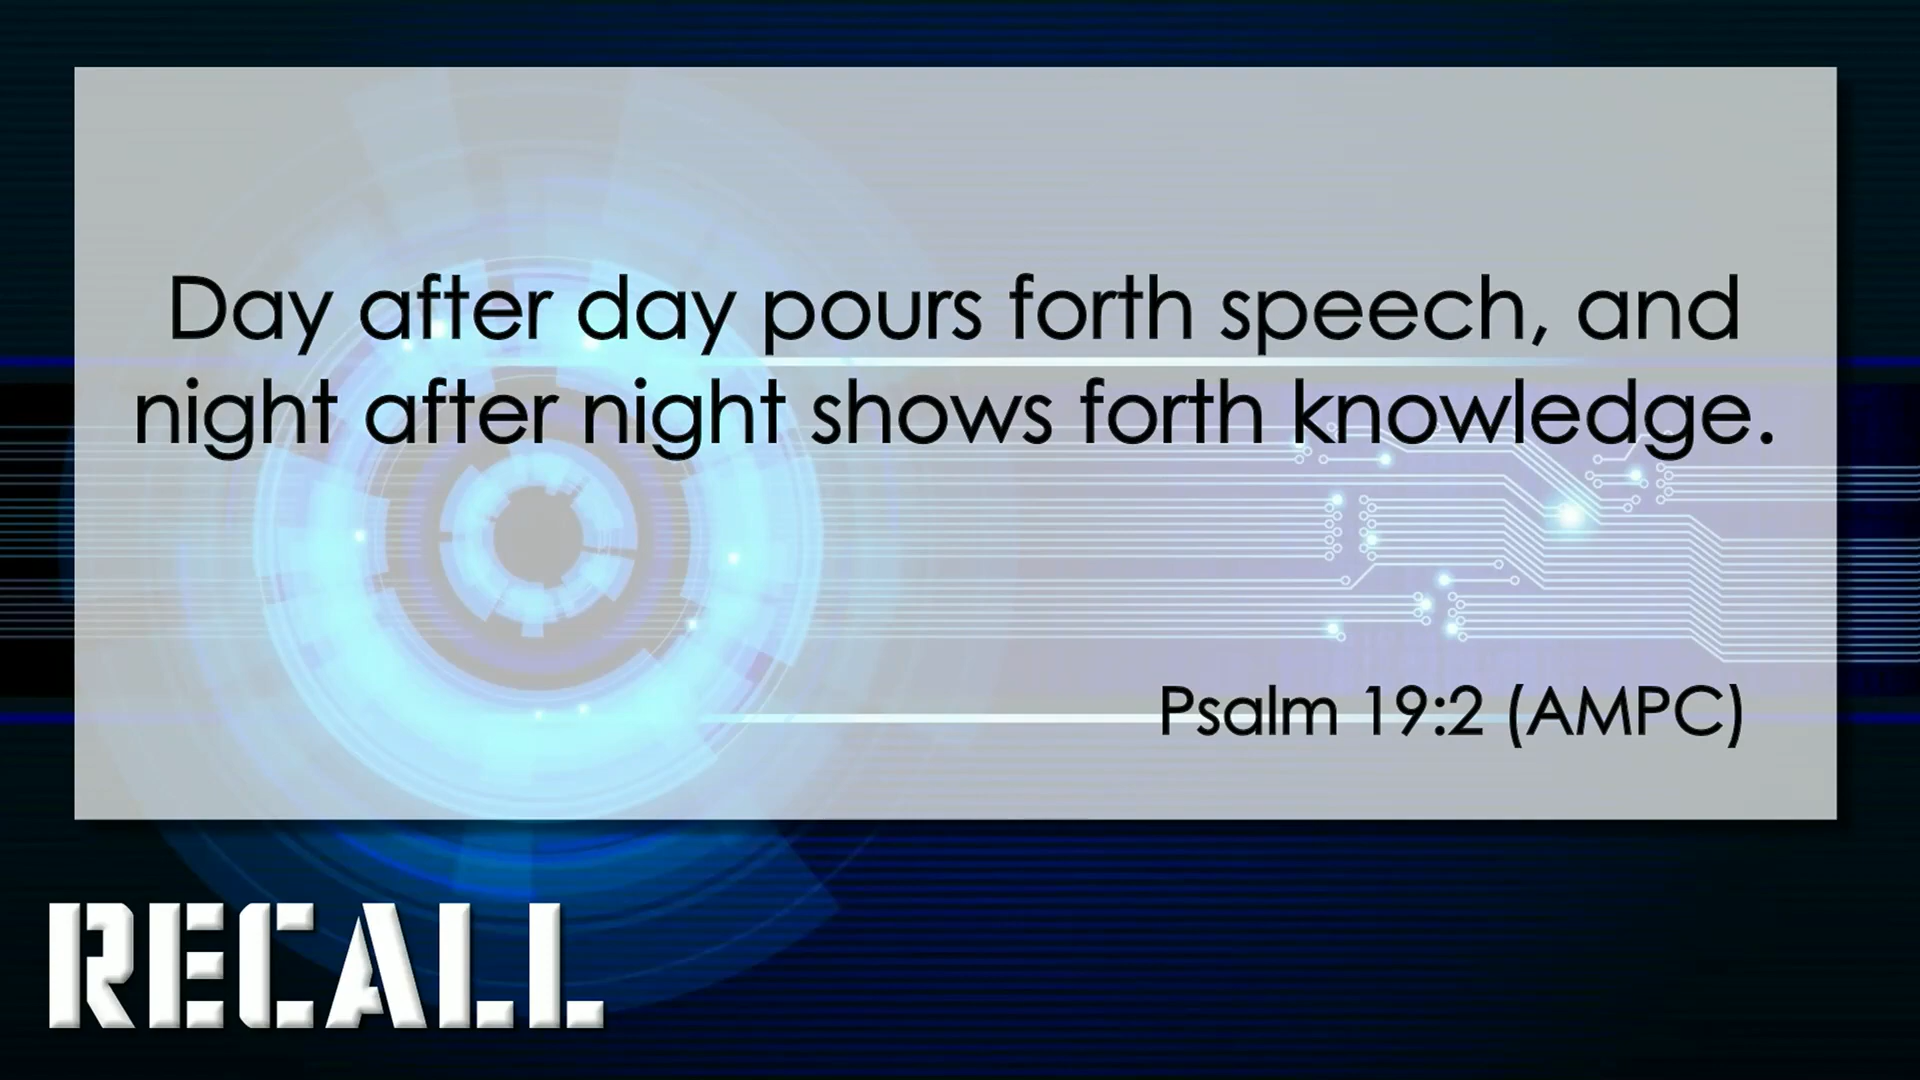 Day after day pours forth speech, and
night after night shows forth knowledge.
Psalm 19:2 (AMPC)
RECALL